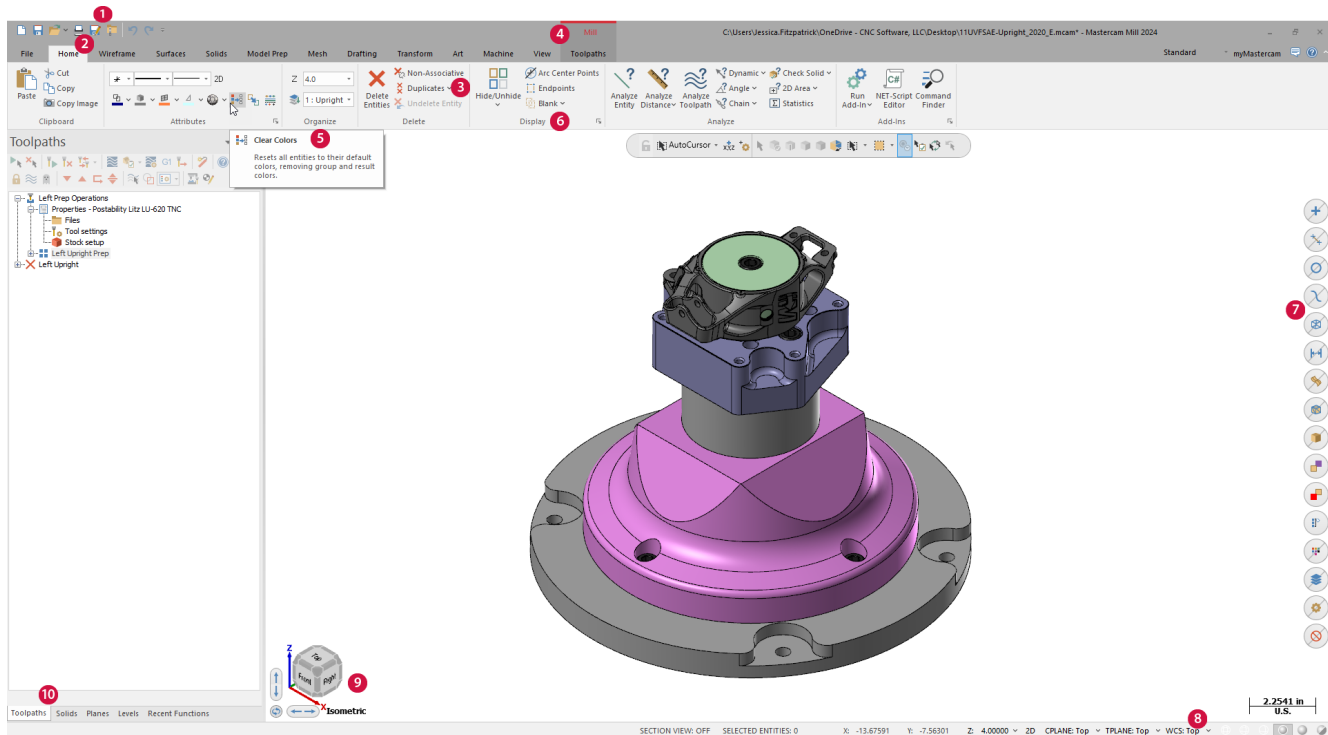 1
Mill
4
C:\Users\Jessica.Fitzpatrick\OneDrive - CNC Software, LLC\Desktop\11UVFSAE-Upright_2020_E.mcam* - Mastercam Mill 2024
2
File Home Wireframe Surfaces Solids Model Prep Mesh Drafting Transform Art Machine View Toolpaths Standard myMastercam
Paste
Cut
Copy
Copy Image
Clipboard
2D
Attributes
Z 4.0
1 : Upright
Organize
Delete Entities
Non-Associative
Duplicates
3
Undelete Entity
Delete
Hide/Unhide
Arc Center Points
Endpoints
Blank
Display
6
Analyze Entity
Analyze Distance
Analyze Toolpath
Dynamic
Angle
Chain
Check Solid
2D Area
Statistics
Analyze
Run Add-In
C#
NET-Script Editor
Command Finder
Add-Ins
Toolpaths
Clear Colors
5
Resets all entities to their default
colors, removing group and result
colors.
AutoCursor
G1
Left Prep Operations
Properties - Postability Litz LU-620 TNC
Files
Tool settings
Stock setup
Left Upright Prep
Left Upright
7
Z
Top
Front
Right
X
Isometric
9
10
Toolpaths Solids Planes Levels Recent Functions
2.2541 in
U.S.
8
SECTION VIEW: OFF SELECTED ENTITIES: 0 X: -13.67591 Y: -7.56301 Z: 4.00000 2D CPLANE: Top TPLANE: Top WCS: Top